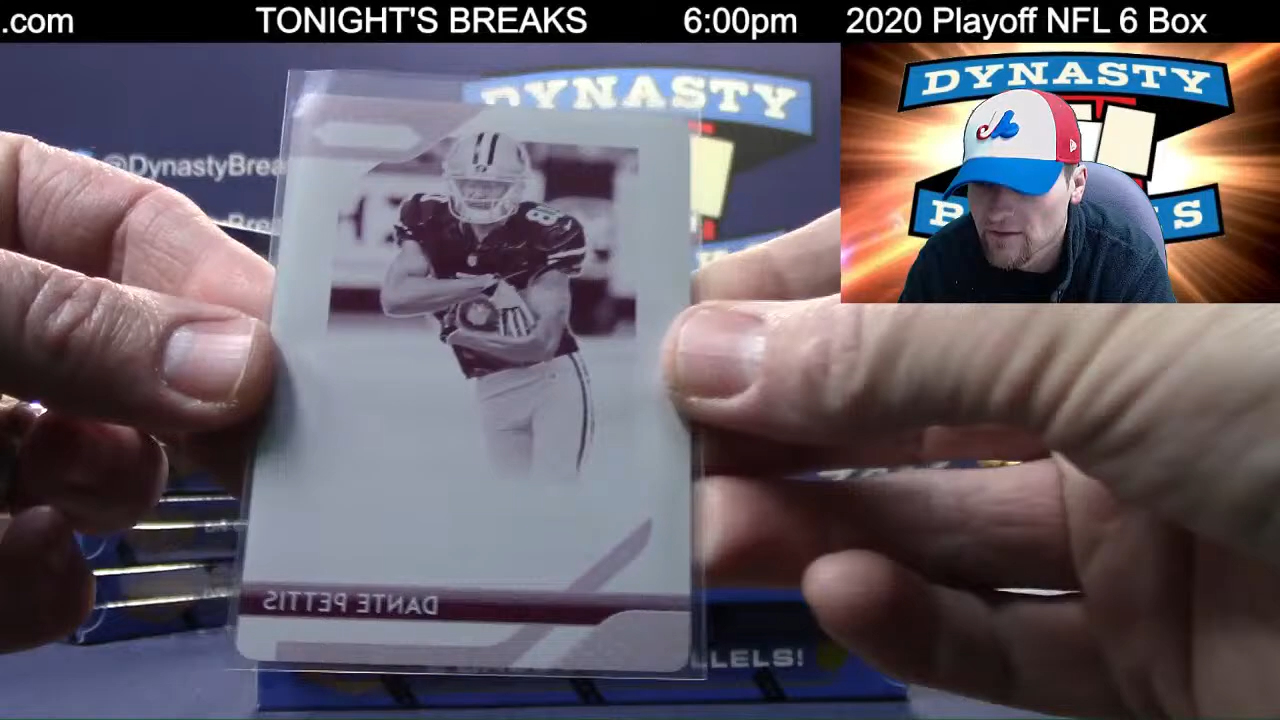 .com TONIGHT'S BREAKS 6:00pm 2020 Playoff NFL 6 Box
DYNASTY
DYNASTY
@DynastyBrea
DANTE PETTIS
LLELS!